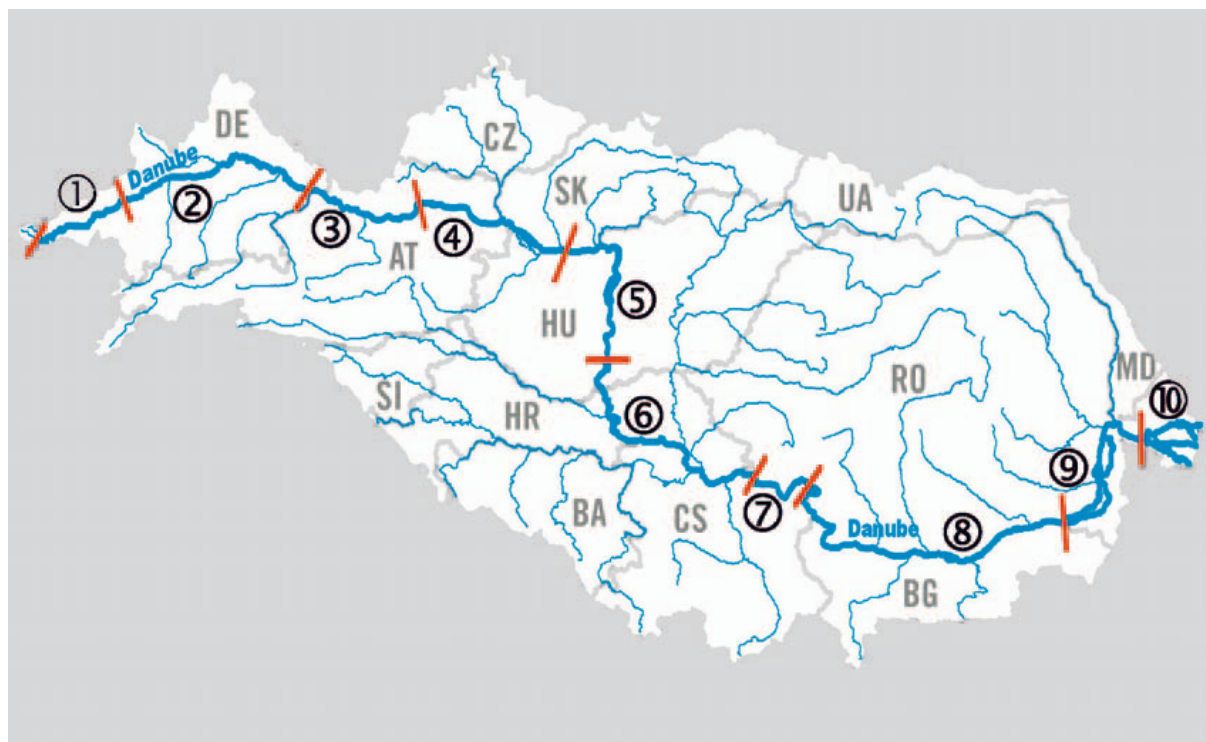 DE
CZ
Danube
①
②
SK
UA
③
④
AT
⑤
HU
MD
RO
SI
HR
⑥
⑩
⑨
BA
CS
⑦
Danube
⑧
BG